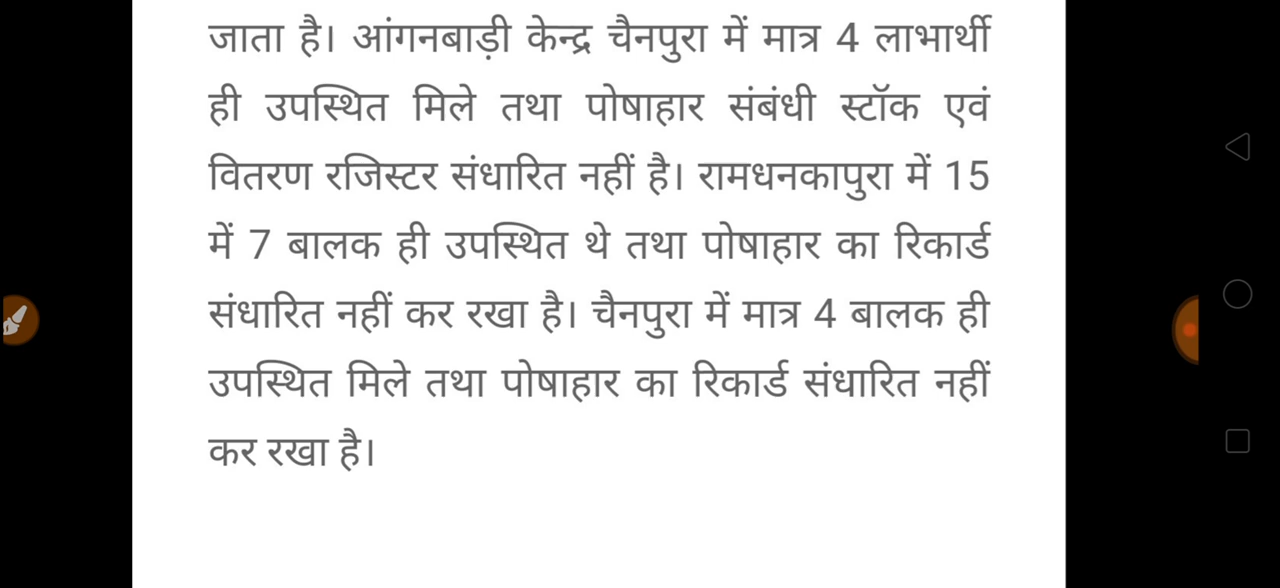 जाता है। आंगनबाड़ी केन्द्र चैनपुरा में मात्र 4 लाभार्थी
ही उपस्थित मिले तथा पोषाहार संबंधी स्टॉक एवं
वितरण रजिस्टर संधारित नहीं है। रामधनकापुरा में 15
में 7 बालक ही उपस्थित थे तथा पोषाहार का रिकार्ड
संधारित नहीं कर रखा है। चैनपुरा में मात्र 4 बालक ही
उपस्थित मिले तथा पोषाहार का रिकार्ड संधारित नहीं
कर रखा है।